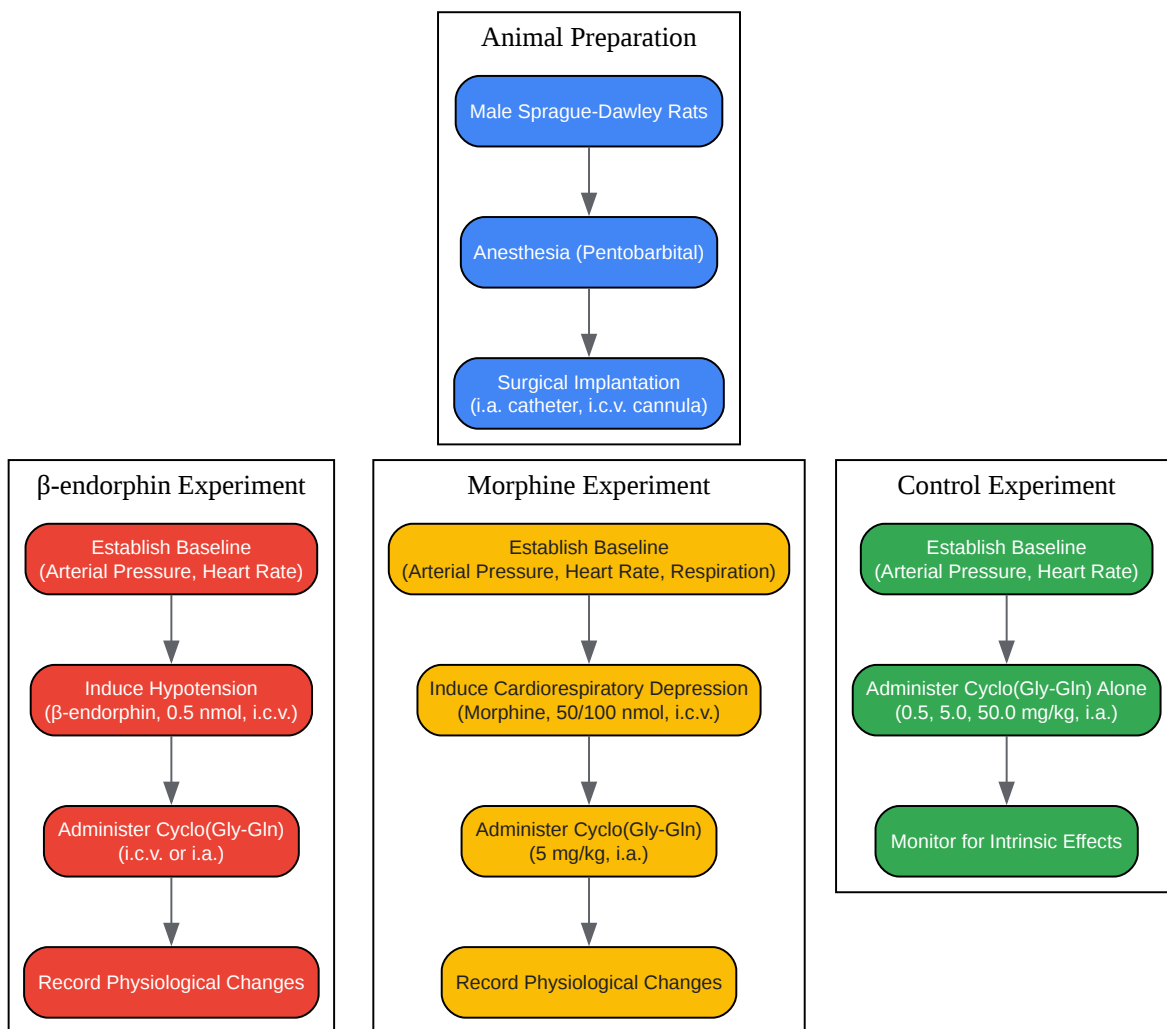 Animal Preparation
Male Sprague-Dawley Rats
Anesthesia (Pentobarbital)
Surgical Implantation
(i.a. catheter, i.c.v. cannula)
β-endorphin Experiment
Establish Baseline
(Arterial Pressure, Heart Rate)
Induce Hypotension
(β-endorphin, 0.5 nmol, i.c.v.)
Administer Cyclo(Gly-Gln)
(i.c.v. or i.a.)
Record Physiological Changes
Morphine Experiment
Establish Baseline
(Arterial Pressure, Heart Rate, Respiration)
Induce Cardiorespiratory Depression
(Morphine, 50/100 nmol, i.c.v.)
Administer Cyclo(Gly-Gln)
(5 mg/kg, i.a.)
Record Physiological Changes
Control Experiment
Establish Baseline
(Arterial Pressure, Heart Rate)
Administer Cyclo(Gly-Gln) Alone
(0.5, 5.0, 50.0 mg/kg, i.a.)
Monitor for Intrinsic Effects